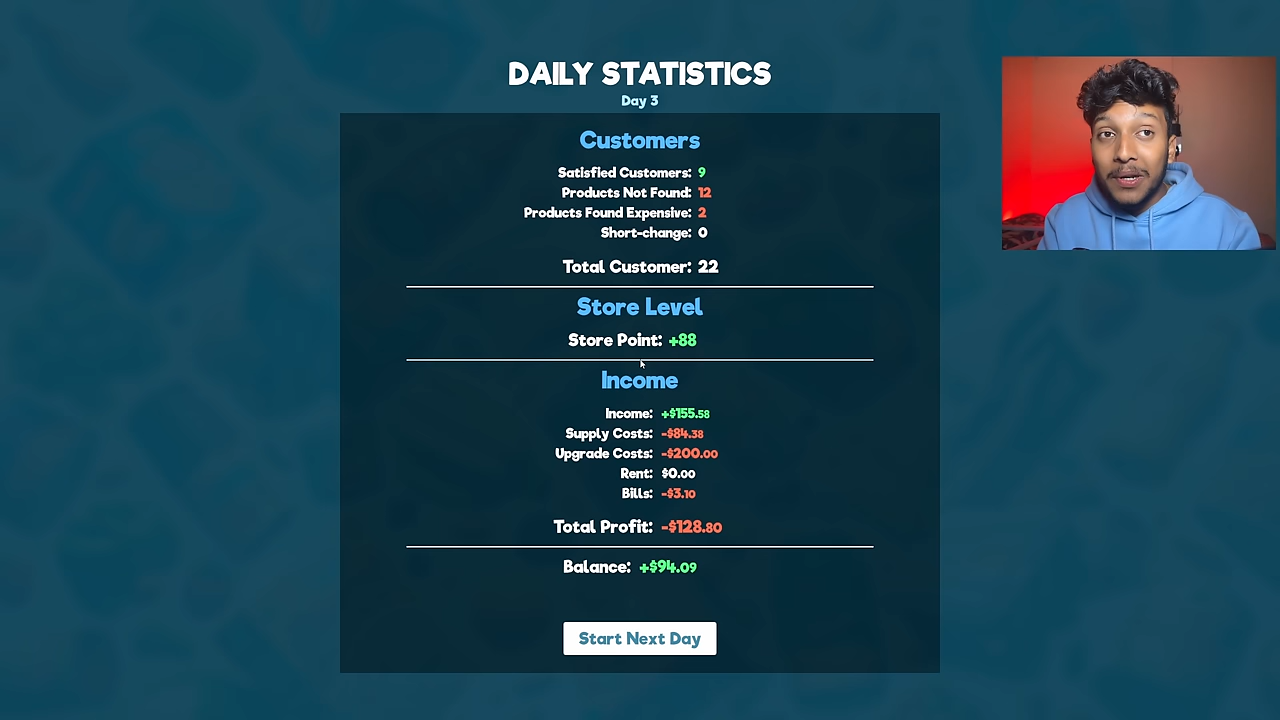 DAILY STATISTICS
Day 3
Customers
Satisfied Customers: 9
Products Not Found: 12
Products Found Expensive: 2
Short-change: 0
Total Customer: 22
Store Level
Store Point: +88
Income
Income: +$155.58
Supply Costs: -$84.38
Upgrade Costs: -$200.00
Rent: $0.00
Bills: -$3.10
Total Profit: -$128.80
Balance: +$94.09
Start Next Day